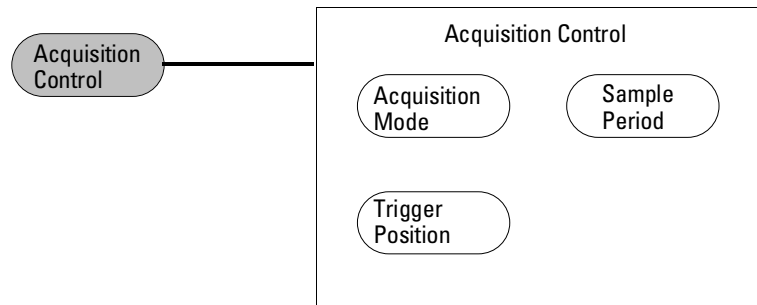 Acquisition
Control
Acquisition Control
Acquisition
Mode
Sample
Period
Trigger
Position